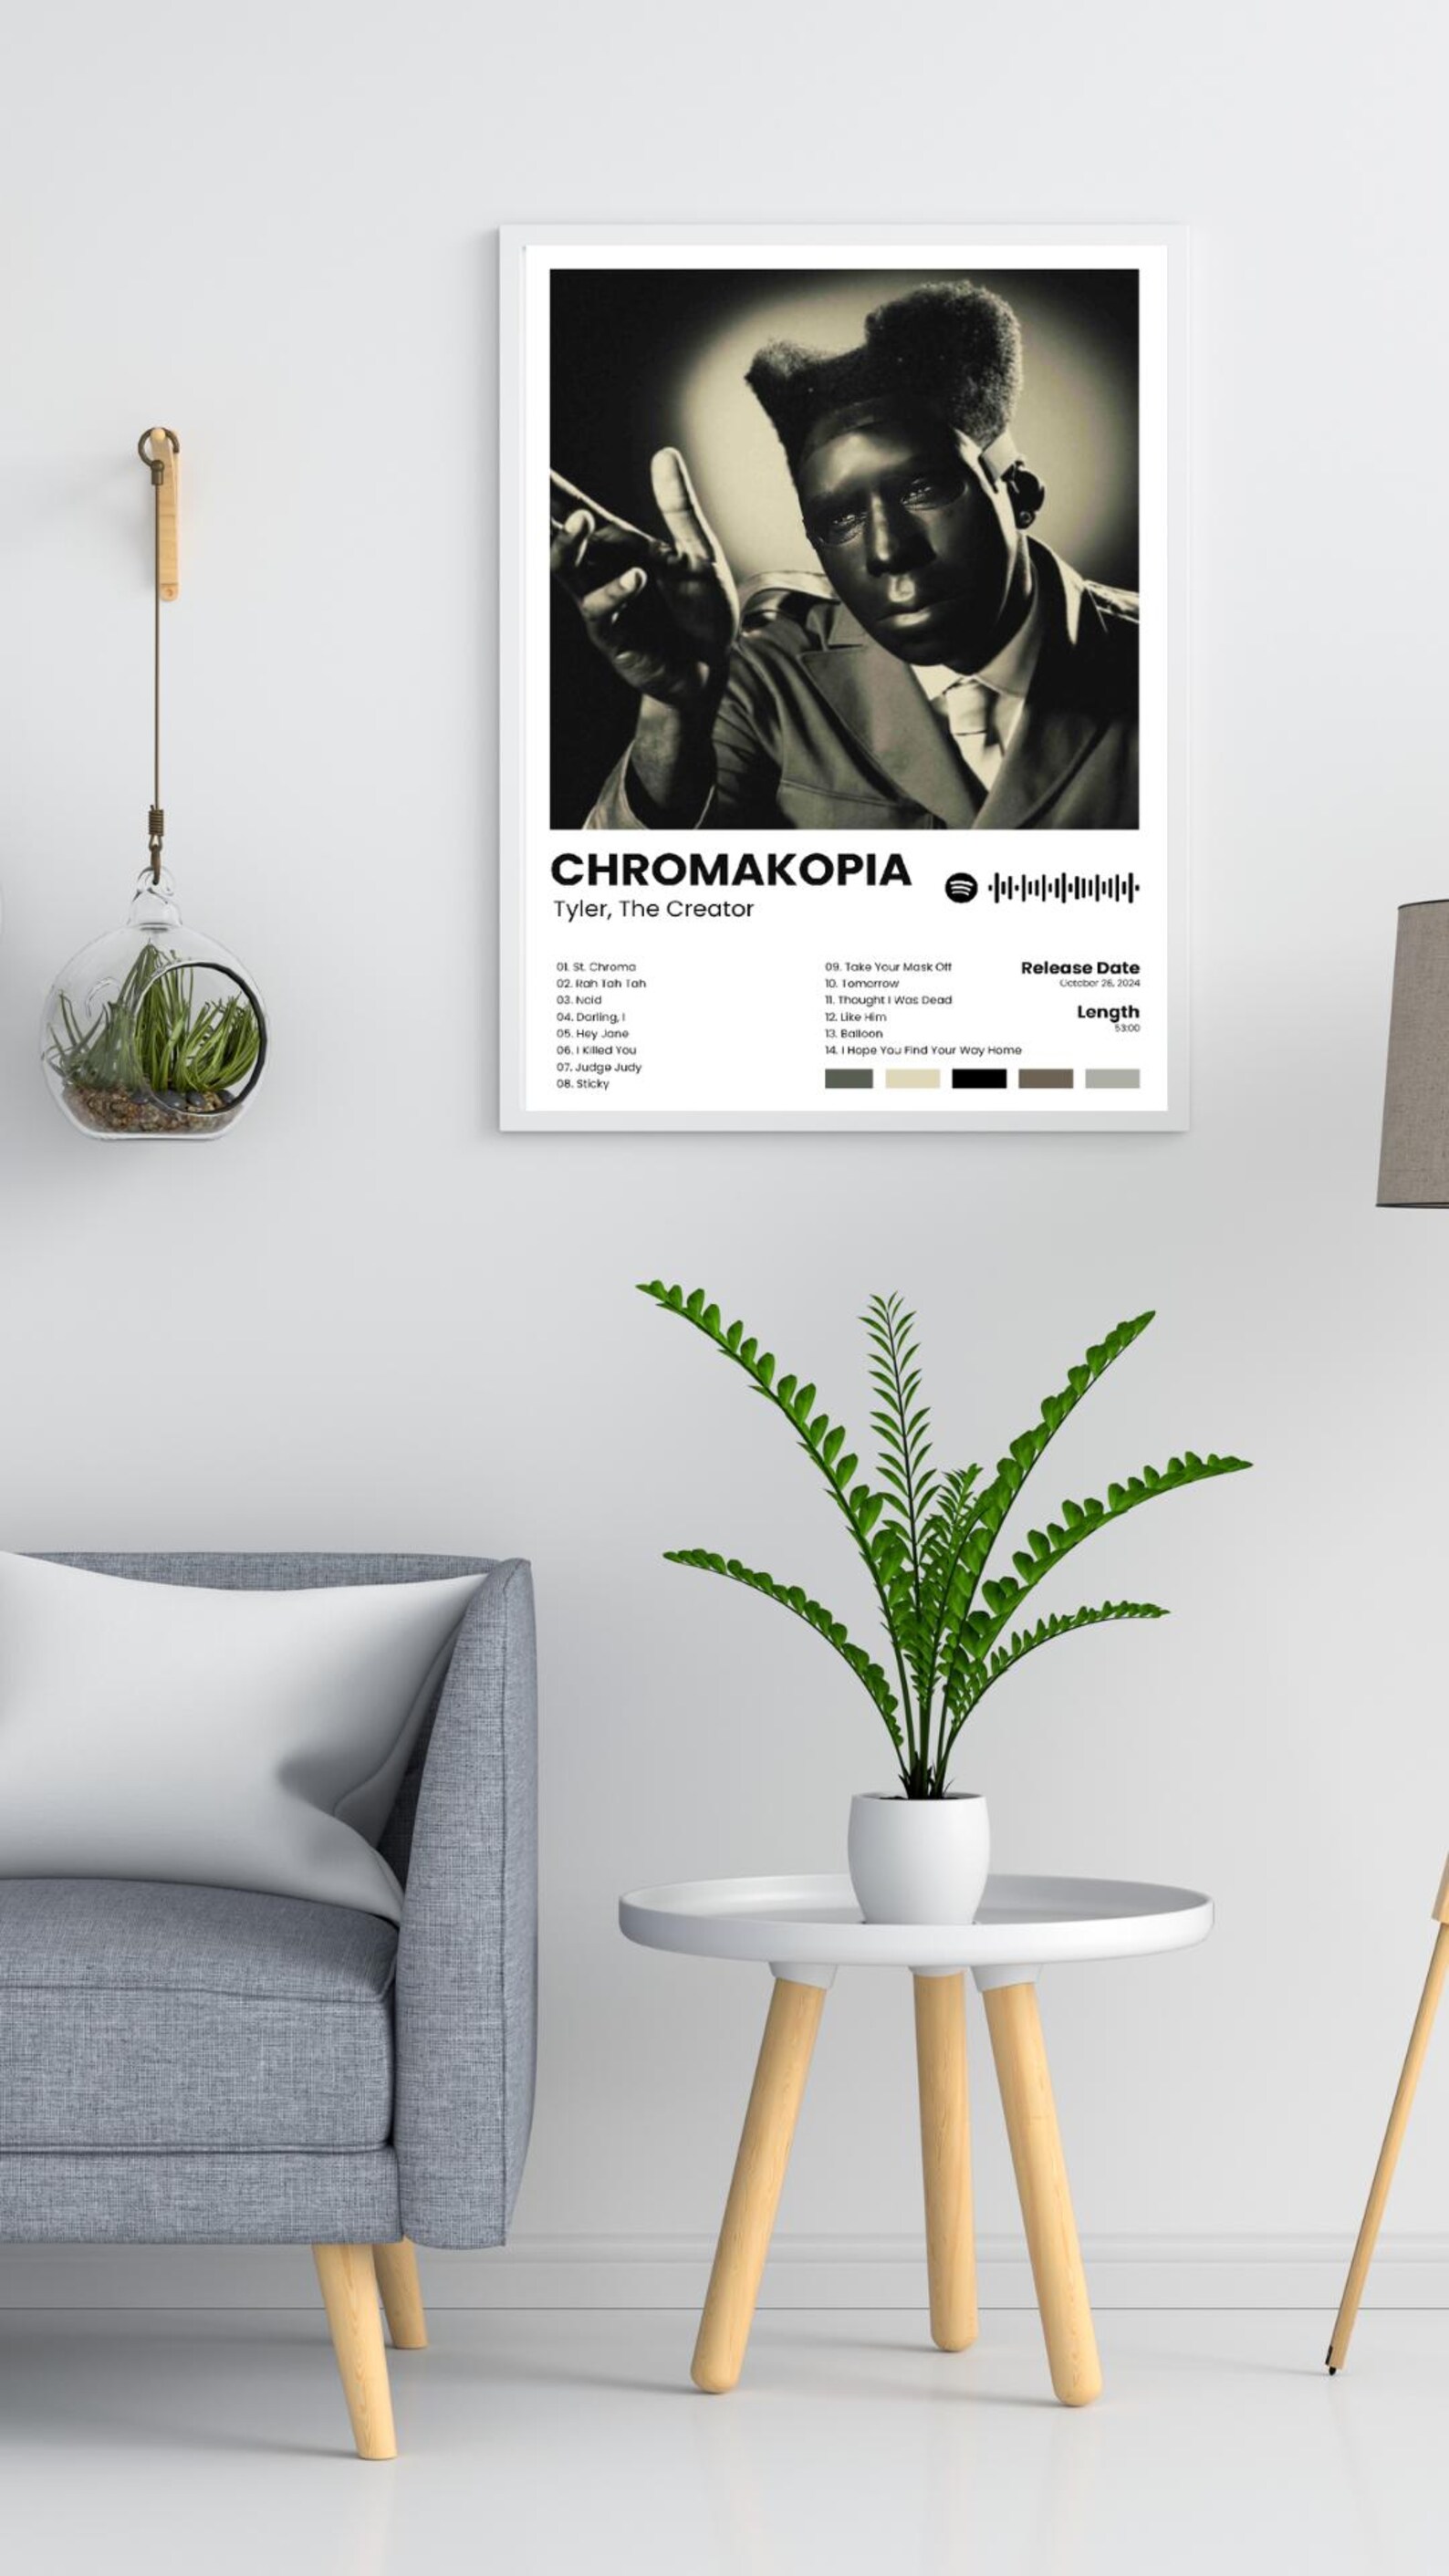 CHROMAKOPIA
Tyler, The Creator
01. St. Chroma
02. Rah Tah Tah
03. Noid
04. Darling, I
05. Hey Jane
06. I Killed You
07. Judge Judy
08. Sticky
09. Take Your Mask Off
10. Tomorrow
11. Thought I Was Dead
12. Like Him
13. Balloon
14. I Hope You Find Your Way Home
Release Date
October 28, 2024
Length
53:00